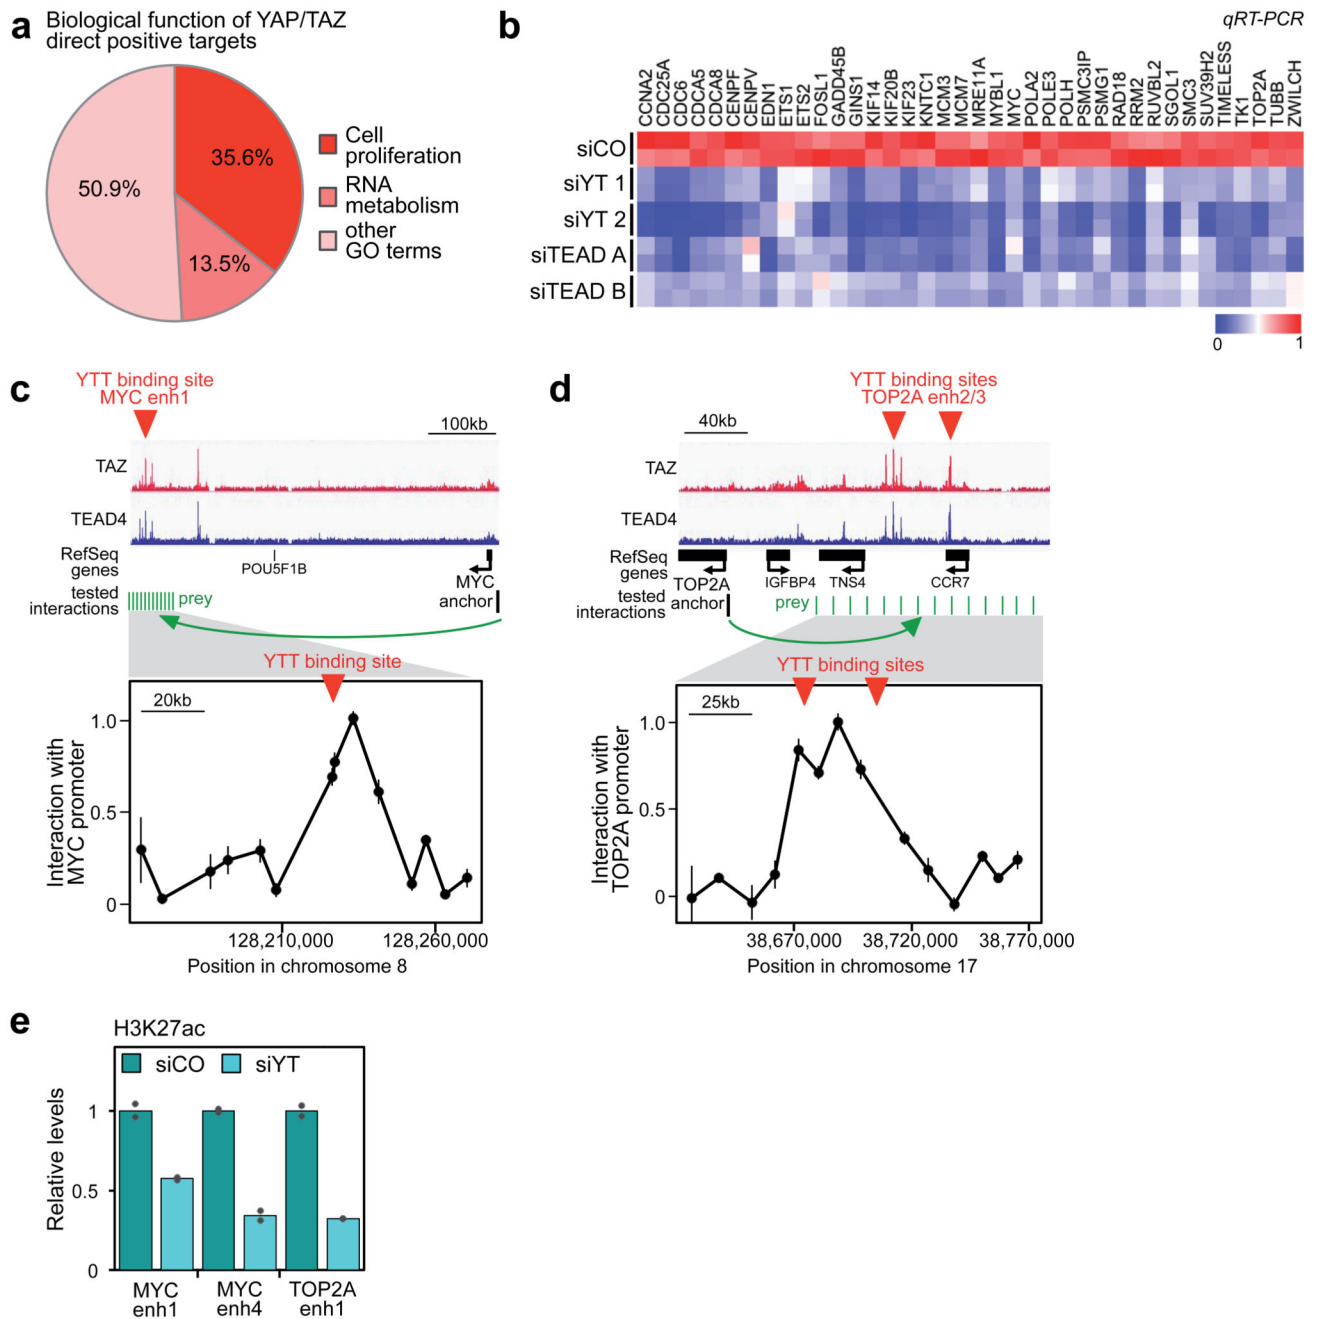 a
Biological function of YAP/TAZ
direct positive targets
35.6%
50.9%
13.5%
Cell
proliferation
RNA
metabolism
other
GO terms
b
qRT-PCR
CCNA2
CDC25A
CDC6
CDCA5
CDCA8
CENPF
CENPV
EDN1
ETS1
ETS2
FOSL1
GADD45B
GINS1
KIF14
KIF20B
KIF23
KNTC1
MCM3
MCM7
MRE11A
MYBL1
MYC
POLA2
POLE3
POLH
PSMC3IP
PSMG1
RAD18
RRM2
RUVBL2
SGOL1
SMC3
SUV39H2
TIMELESS
TK1
TOP2A
TUBB
ZWILCH
siCO
siYT 1
siYT 2
siTEAD A
siTEAD B
0 1
c
YTT binding site
MYC enh1
100kb
TAZ
TEAD4
RefSeq
genes
POU5F1B
MYC
tested
interactions
prey
anchor
YTT binding site
20kb
Interaction with
MYC promoter
1.0
0.5
0
128,210,000 128,260,000
Position in chromosome 8
d
YTT binding sites
TOP2A enh2/3
40kb
TAZ
TEAD4
RefSeq
genes
TOP2A
IGFBP4
TNS4
CCR7
tested
interactions
anchor
prey
YTT binding sites
25kb
Interaction with
TOP2A promoter
1.0
0.5
0
38,670,000 38,720,000 38,770,000
Position in chromosome 17
e
H3K27ac
siCO siYT
Relative levels
1
0.5
0
MYC
enh1
MYC
enh4
TOP2A
enh1